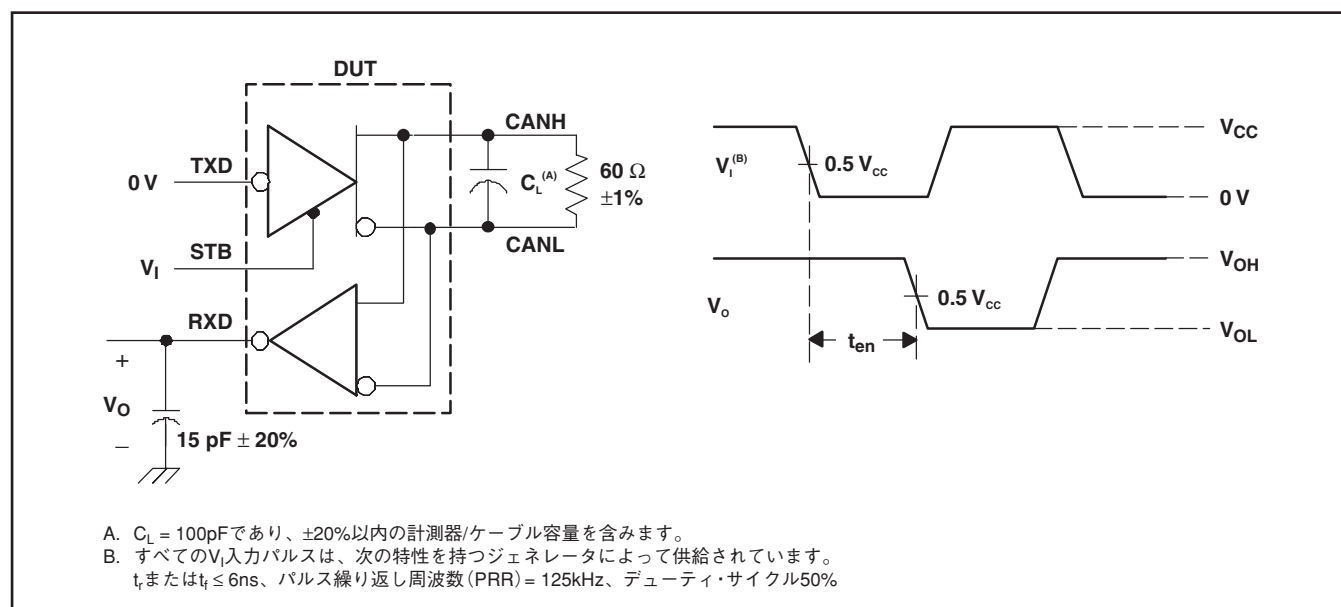 DUT
CANH
TXD
0 V
C_L^(A)
60 Ω
±1%
STB
V_I
CANL
RXD
+
V_O
–
15 pF ± 20%
V_I^(B)
0.5 V_CC
V_CC
0 V
V_O
0.5 V_CC
V_OH
V_OL
t_en
A. C_L = 100pFであり、±20%以内の計測器/ケーブル容量を含みます。
B. すべてのV_I入力パルスは、次の特性を持つジェネレータによって供給されています。
t_rまたはt_f ≤ 6ns、パルス繰り返し周波数（PRR）= 125kHz、デューティ・サイクル50%